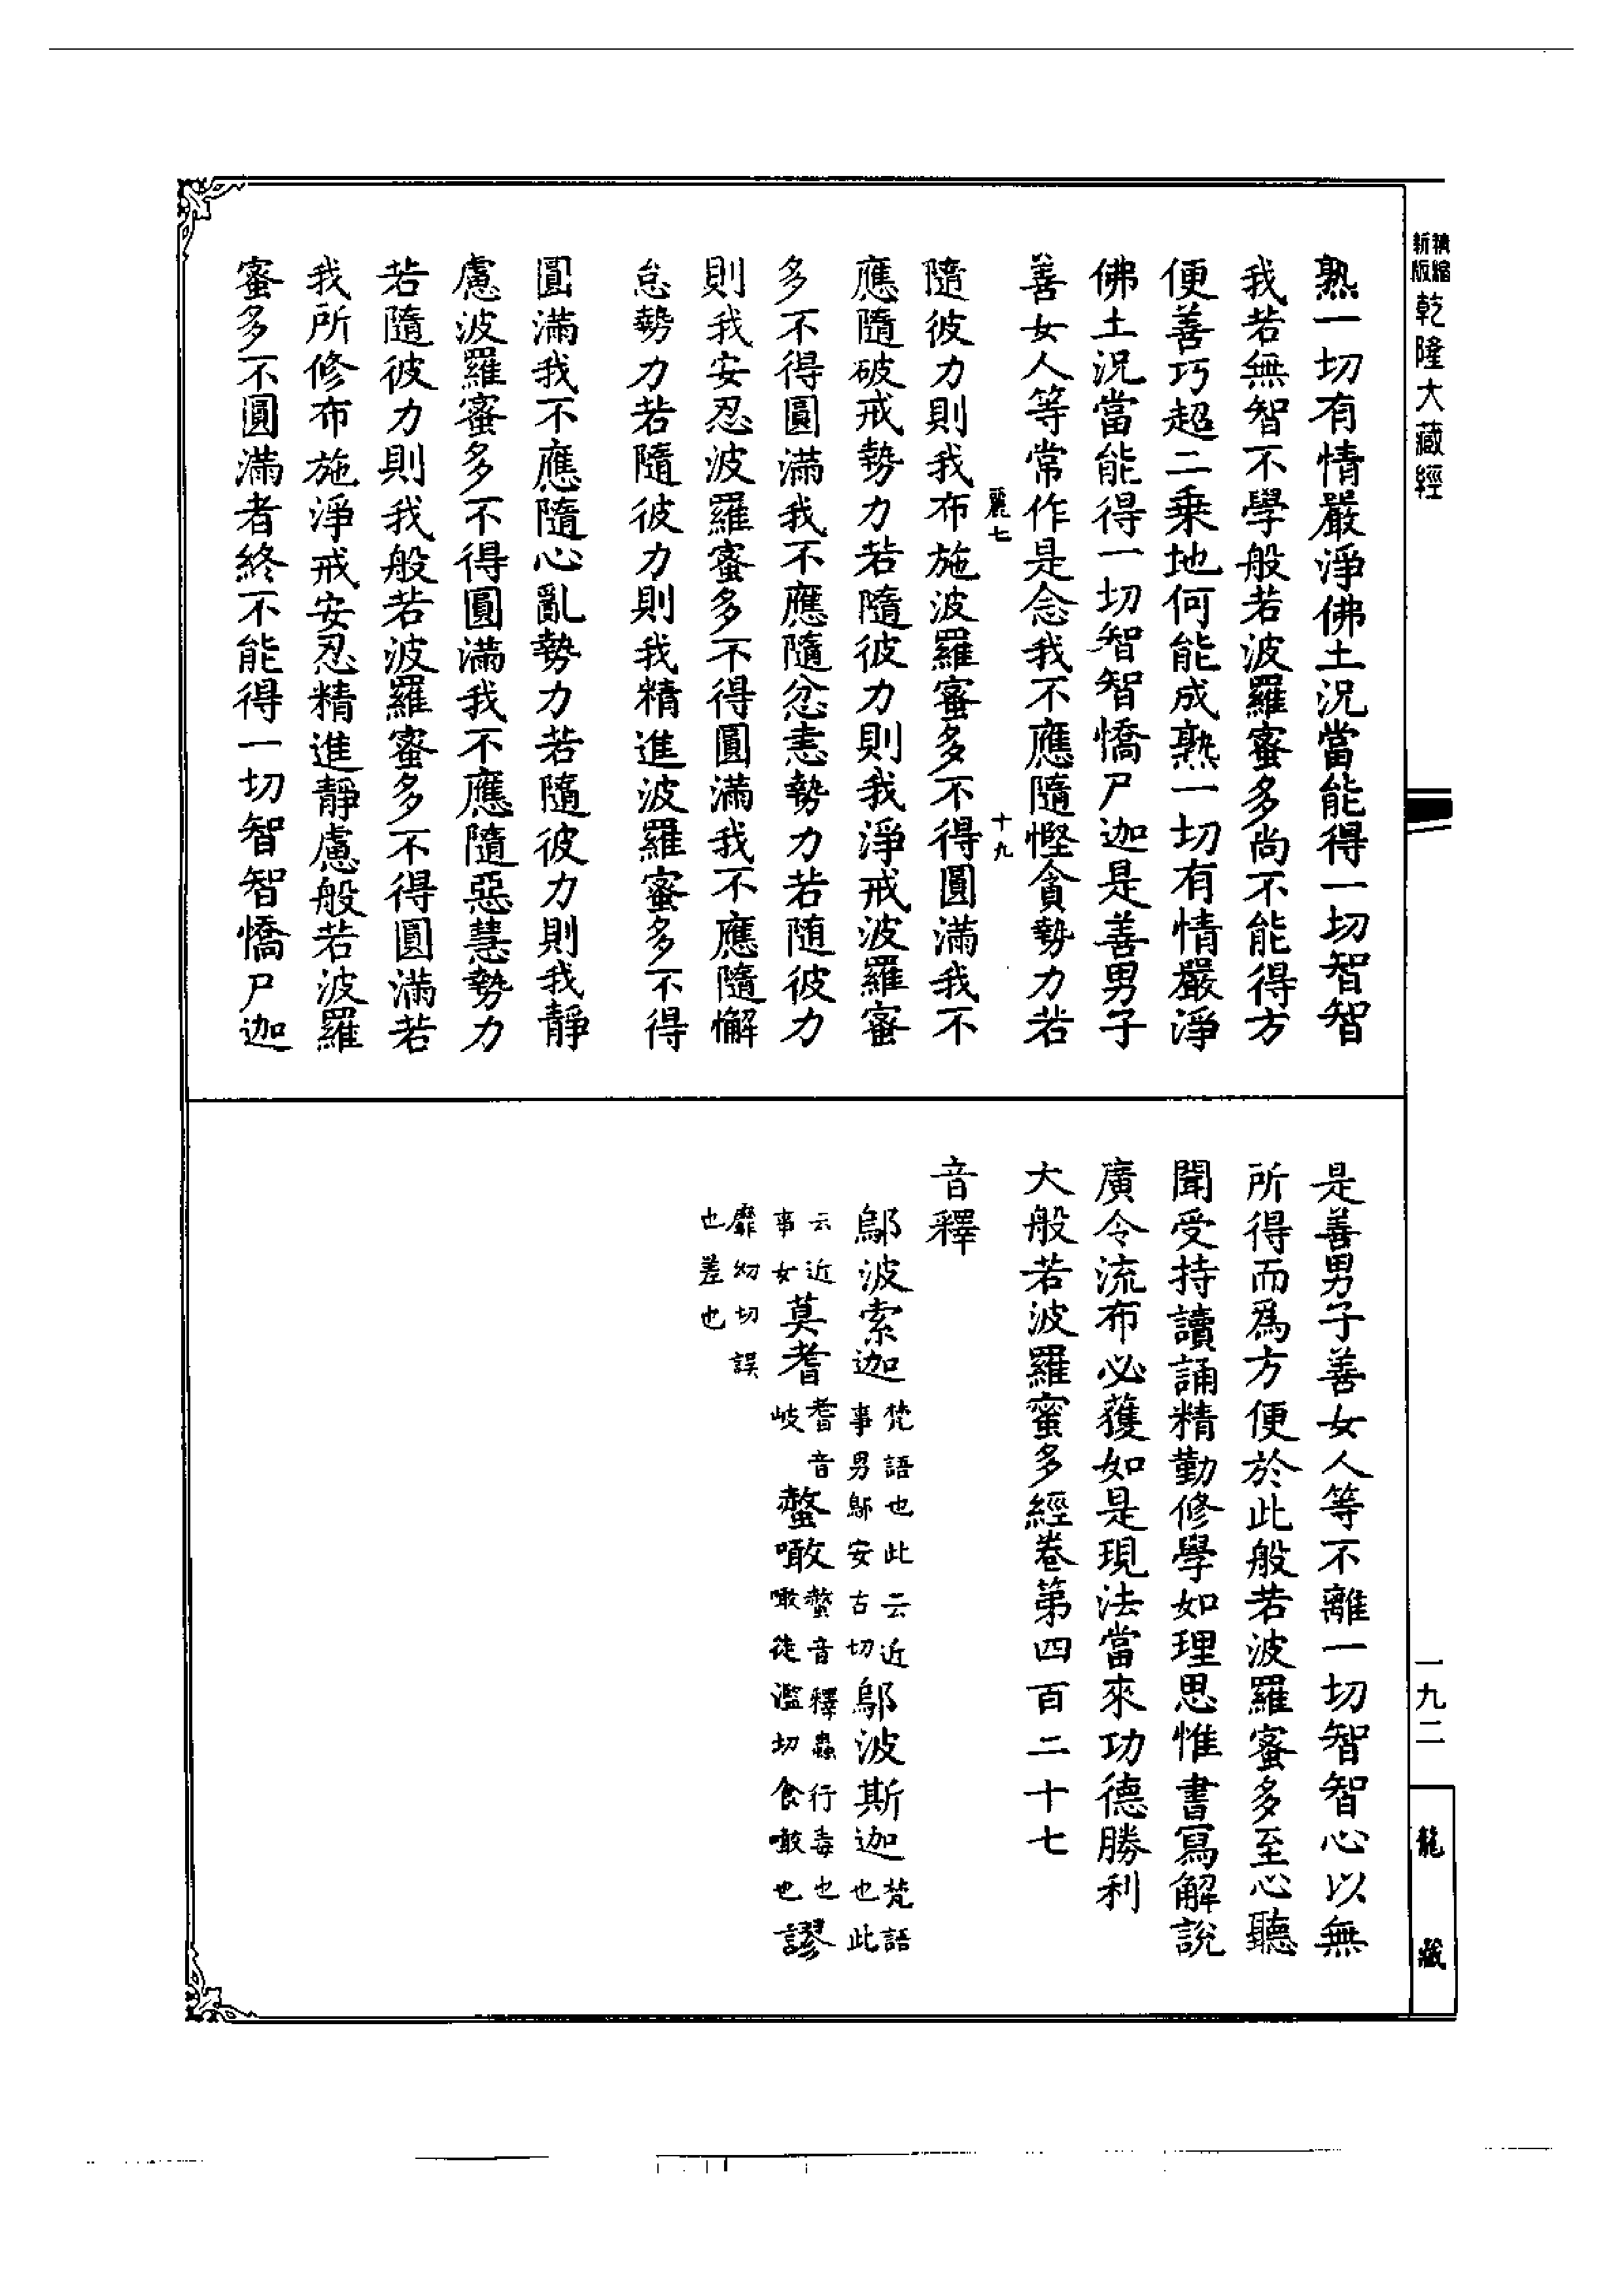 精縮
新版
乾隆大藏經
熟一切有情嚴淨佛土況當能得一切智智
我若無智不學般若波羅蜜多尚不能得方
便善巧超二乘地何能成熟一切有情嚴淨
佛土況當能得一切智智憍尸迦是善男子
善女人等常作是念我不應隨慳貪勢力若
麗七
十九
隨彼力則我布施波羅蜜多不得圓滿我不
應隨破戒勢力若隨彼力則我淨戒波羅蜜
多不得圓滿我不應隨忿恚勢力若随彼力
則我安忍波羅蜜多不得圓滿我不應隨懈
怠勢力若隨彼力則我精進波羅蜜多不得
圓滿我不應隨心亂勢力若隨彼力則我靜
慮波羅蜜多不得圓滿我不應隨惡慧勢力
若隨彼力則我般若波羅蜜多不得圓滿若
我所修布施淨戒安忍精進靜慮般若波羅
蜜多不圓滿者終不能得一切智智憍尸迦
是善男子善女人等不離一切智智心以無
所得而爲方便於此般若波羅蜜多至心聽
聞受持讀誦精勤修學如理思惟書寫解說
廣令流布必獲如是現法當來功德勝利
大般若波羅蜜多經卷第四百二十七
音釋
鄔波索迦梵語也此云近事男鄔安古切鄔波斯迦梵語也此
云近事女莫耆耆音岐螫噉螫音釋蟲行毒也噉徒濫切食噉也謬
靡幼切誤也差也
一九二
龍藏